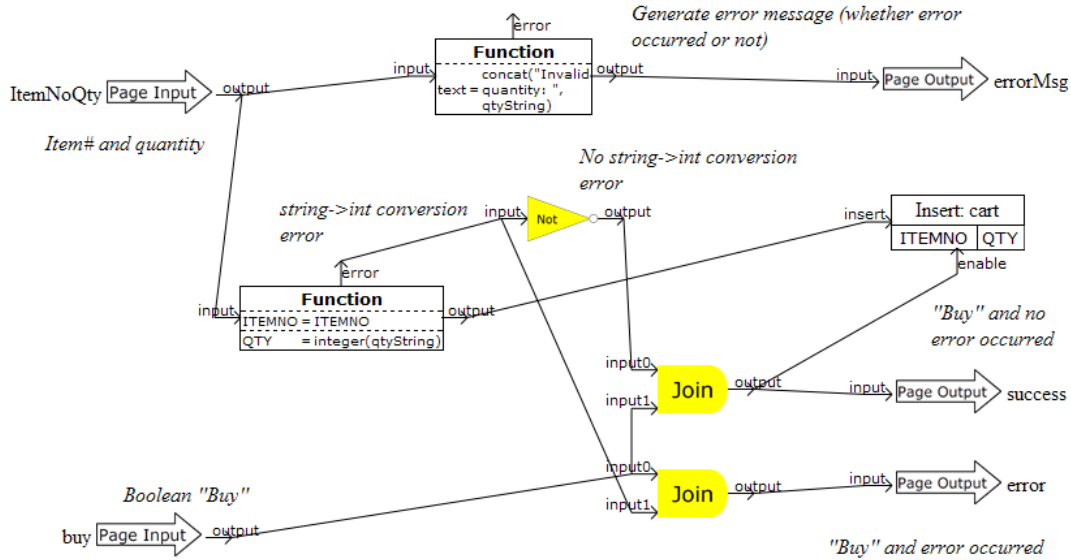 Generate error message (whether error
occurred or not)
error
Function
input
text = concat("Invalid
quantity: ",
qtyString)
output
input
Page Output
errorMsg
ItemNoQty
Page Input
output
Item# and quantity
No string->int conversion
error
string->int conversion
error
input
Not
output
insert
Insert: cart
ITEMNO
QTY
enable
error
Function
input
ITEMNO = ITEMNO
QTY = integer(qtyString)
output
"Buy" and no
error occurred
input0
Join
output
input1
input
Page Output
success
input0
Join
output
input1
input
Page Output
error
Boolean "Buy"
buy
Page Input
output
"Buy" and error occurred